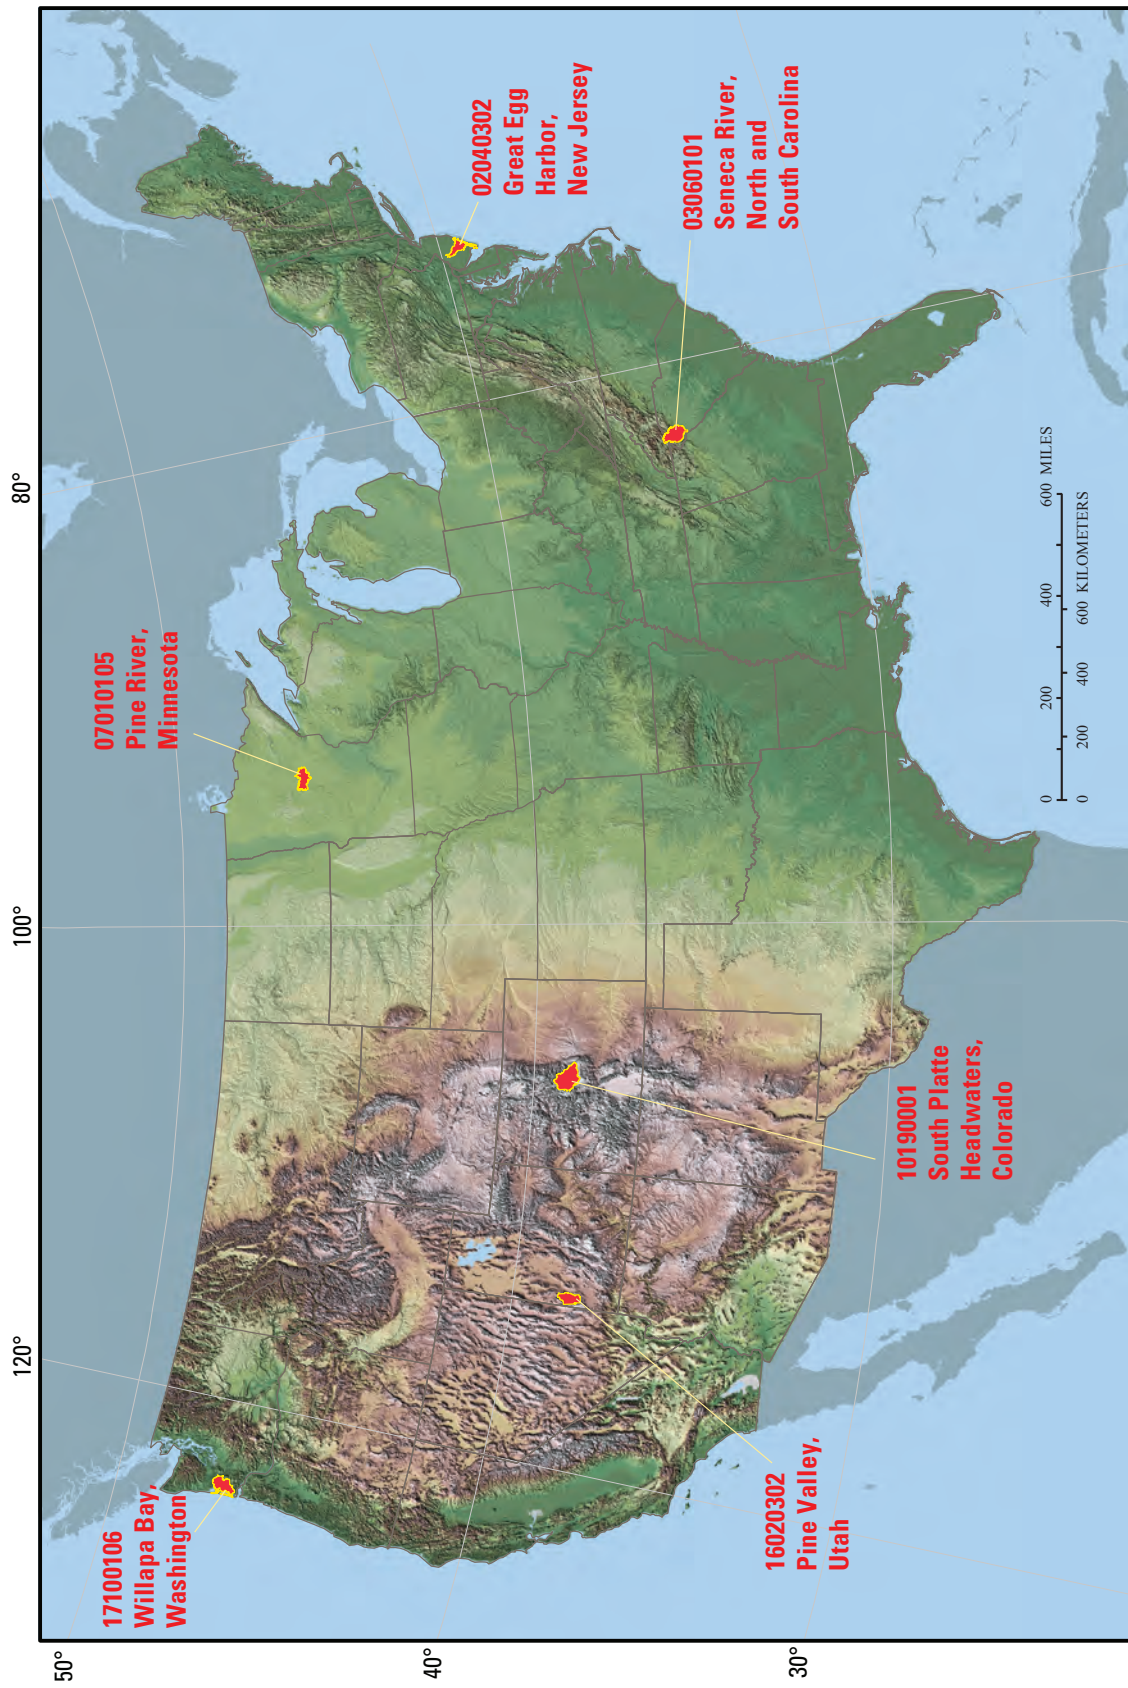 120°
100°
80°
50°
40°
30°
17100106
Willapa Bay,
Washington
07010105
Pine River,
Minnesota
02040302
Great Egg
Harbor,
New Jersey
03060101
Seneca River,
North and
South Carolina
16020302
Pine Valley,
Utah
10190001
South Platte
Headwaters,
Colorado
0 200 400 600 MILES
0 200 400 600 KILOMETERS